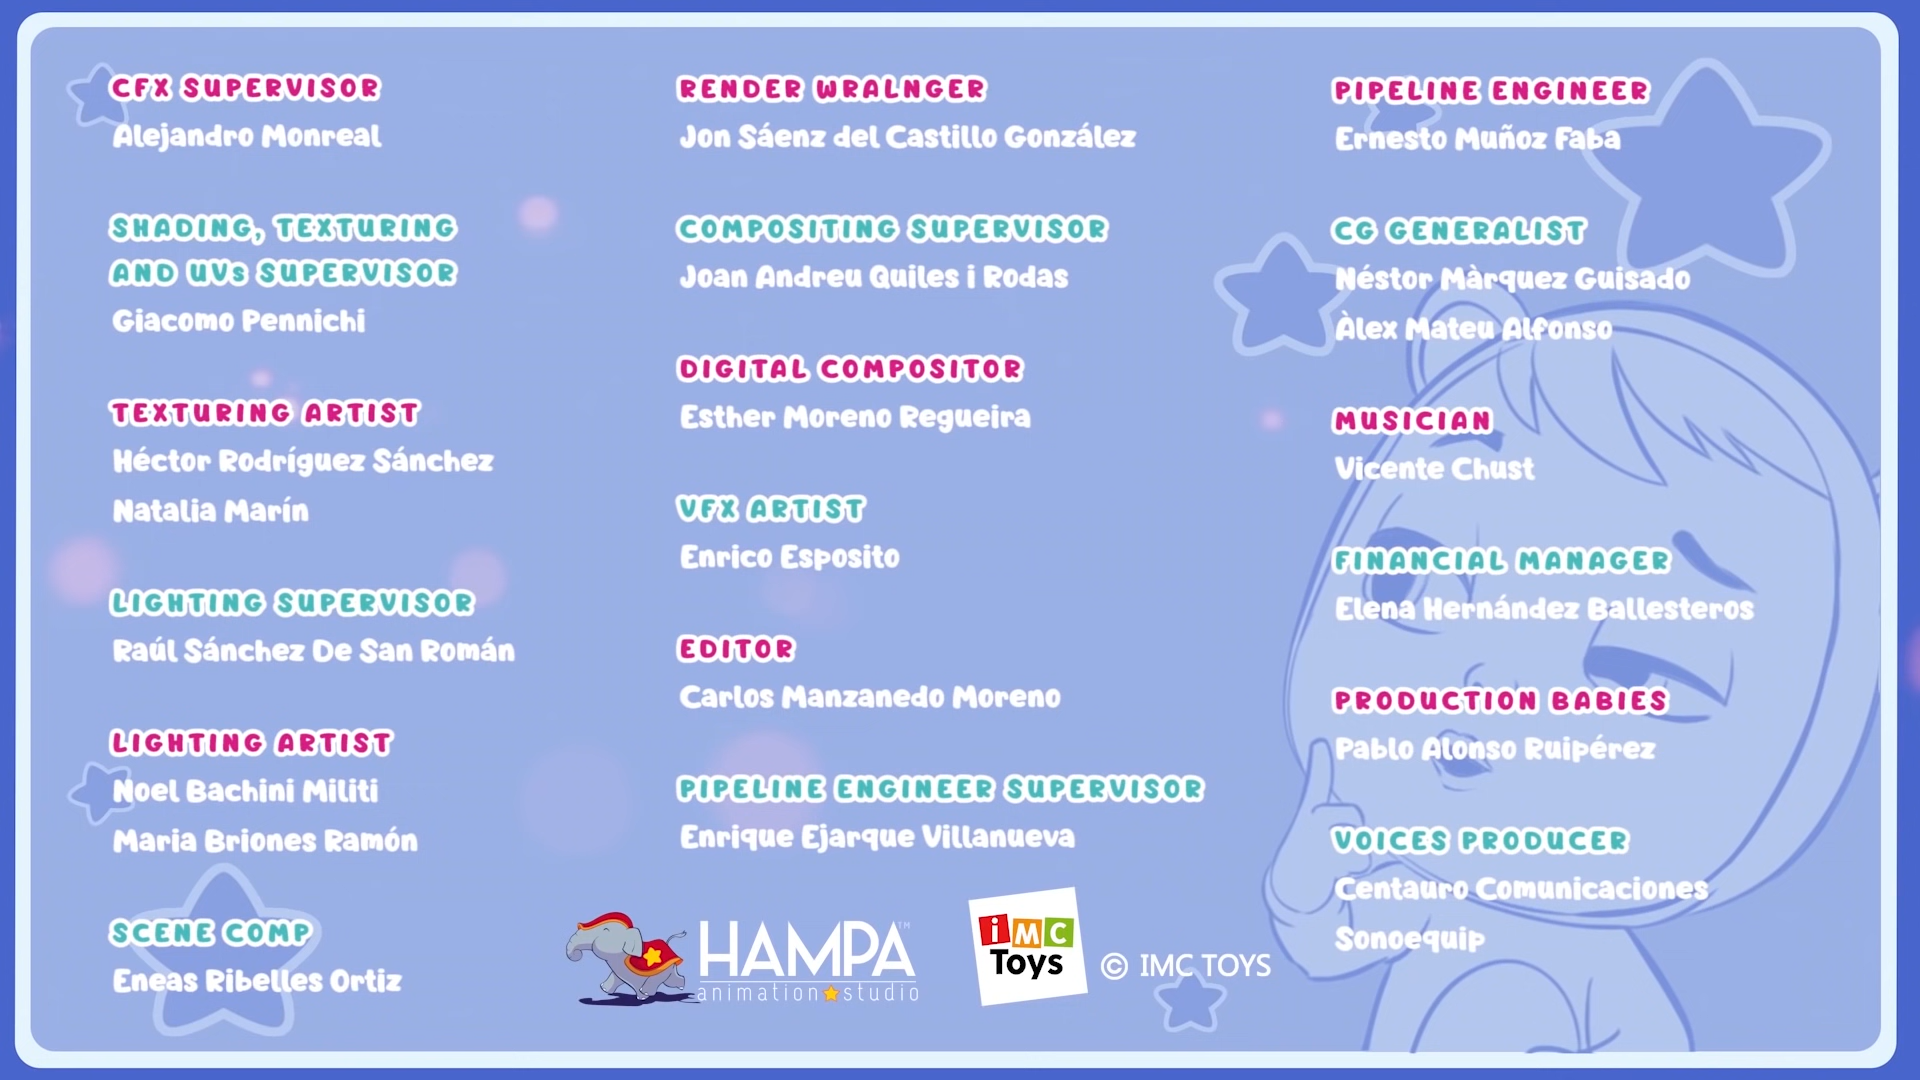 CFX SUPERVISOR
Alejandro Monreal
SHADING, TEXTURING
AND UVs SUPERVISOR
Giacomo Pennichi
TEXTURING ARTIST
Héctor Rodríguez Sánchez
Natalia Marín
LIGHTING SUPERVISOR
Raúl Sánchez De San Román
LIGHTING ARTIST
Noel Bachini Militi
Maria Briones Ramón
SCENE COMP
Eneas Ribelles Ortiz
RENDER WRALNGER
Jon Sáenz del Castillo González
COMPOSITING SUPERVISOR
Joan Andreu Quiles i Rodas
DIGITAL COMPOSITOR
Esther Moreno Regueira
VFX ARTIST
Enrico Esposito
EDITOR
Carlos Manzanedo Moreno
PIPELINE ENGINEER SUPERVISOR
Enrique Ejarque Villanueva
PIPELINE ENGINEER
Ernesto Muñoz Faba
CG GENERALIST
Néstor Màrquez Guisado
Àlex Mateu Alfonso
MUSICIAN
Vicente Chust
FINANCIAL MANAGER
Elena Hernández Ballesteros
PRODUCTION BABIES
Pablo Alonso Ruipérez
VOICES PRODUCER
Centauro Comunicaciones
Sonoequip
HAMPA™
animation studio
iMC
Toys
© IMC TOYS